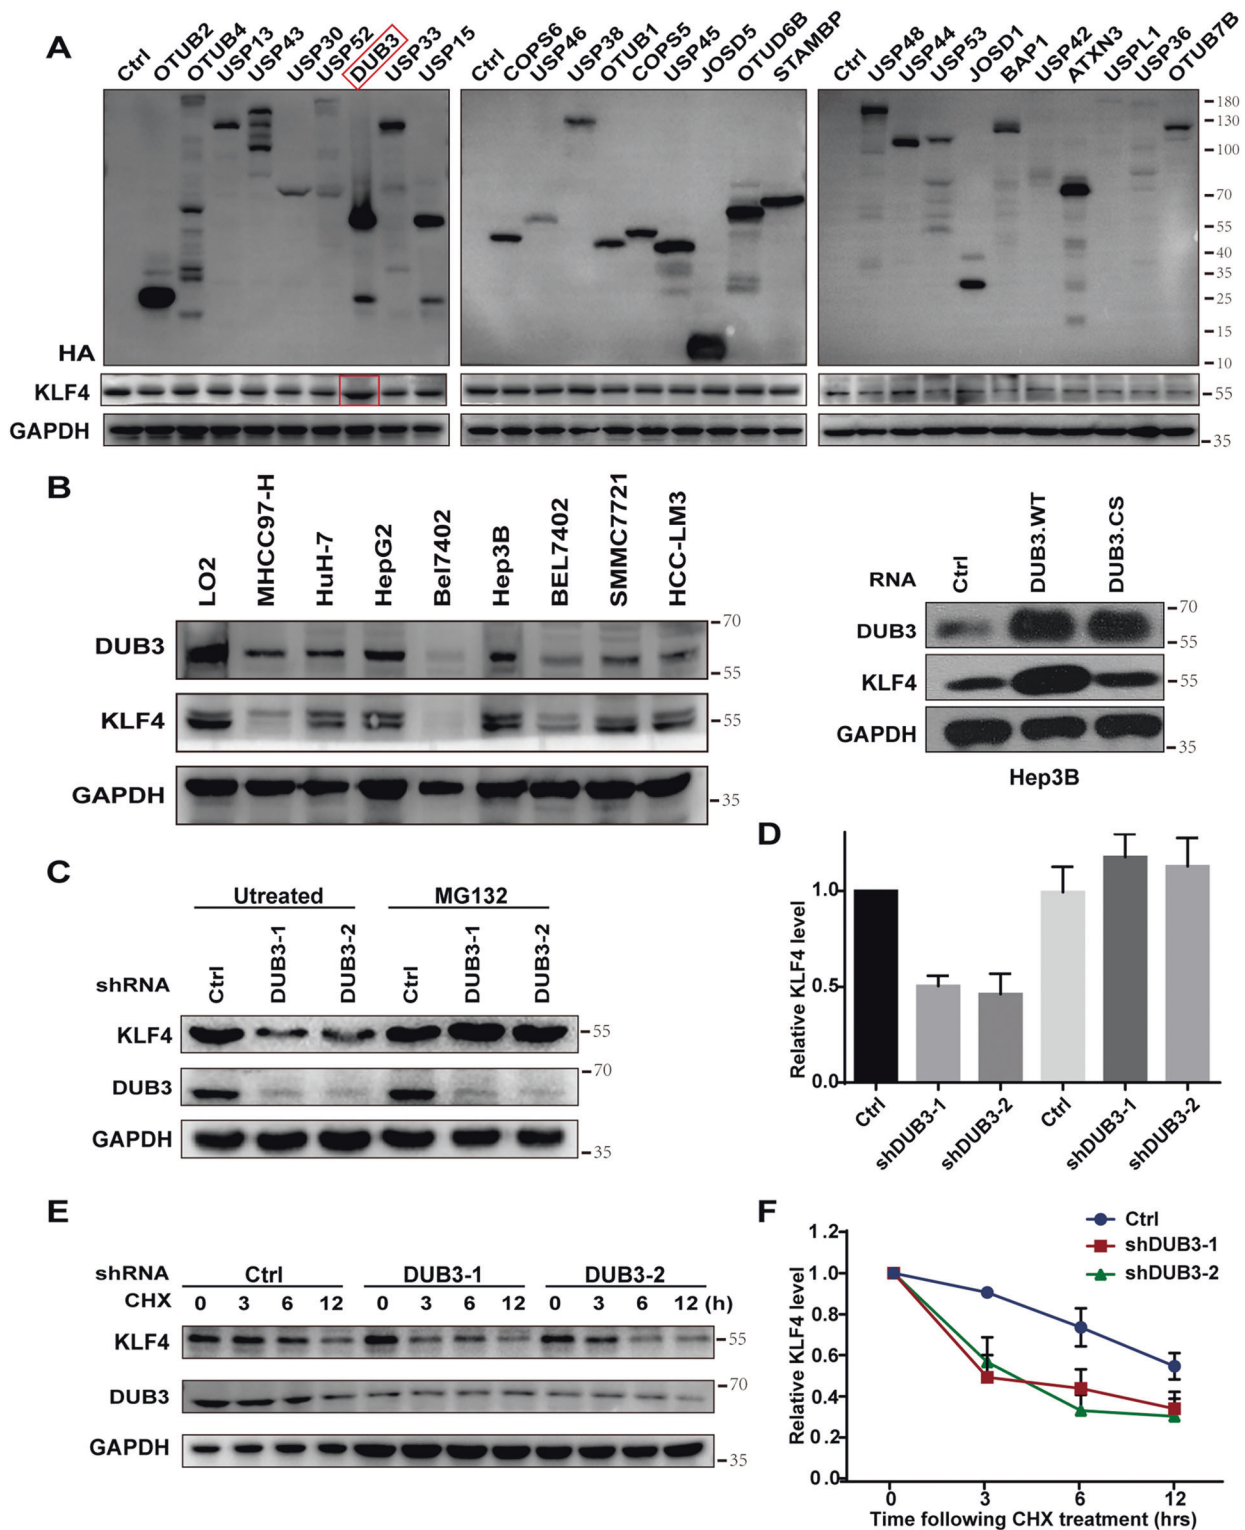 A
Ctrl OTUB2 OTUB4 USP13 USP43 USP30 USP52 DUB3 USP33 USP15
Ctrl COPS6 USP46 USP38 OTUB1 COPS5 USP45 JOSD5 OTUD6B STAMBP
Ctrl USP48 USP44 USP53 JOSD1 BAP1 USP42 ATXN3 USPL1 USP36 OTUB7B
180
130
100
70
55
40
35
25
15
10
HA
KLF4 55
GAPDH 35
B
LO2 MHCC97-H HuH-7 HepG2 Bel7402 Hep3B BEL7402 SMMC7721 HCC-LM3
DUB3 70
55
KLF4 55
GAPDH 35
RNA Ctrl DUB3.WT DUB3.CS
DUB3 70
55
KLF4 55
GAPDH 35
Hep3B
C
Utreated MG132
shRNA Ctrl DUB3-1 DUB3-2 Ctrl DUB3-1 DUB3-2
KLF4 55
DUB3 70
GAPDH 35
D
Relative KLF4 level
1.0
0.5
0.0
Ctrl shDUB3-1 shDUB3-2 Ctrl shDUB3-1 shDUB3-2
E
shRNA Ctrl DUB3-1 DUB3-2
CHX 0 3 6 12 0 3 6 12 0 3 6 12 (h)
KLF4 55
DUB3 70
GAPDH 35
F
Ctrl
shDUB3-1
shDUB3-2
Relative KLF4 level
1.2
1.0
0.8
0.6
0.4
0.2
0.0
0 3 6 12
Time following CHX treatment (hrs)